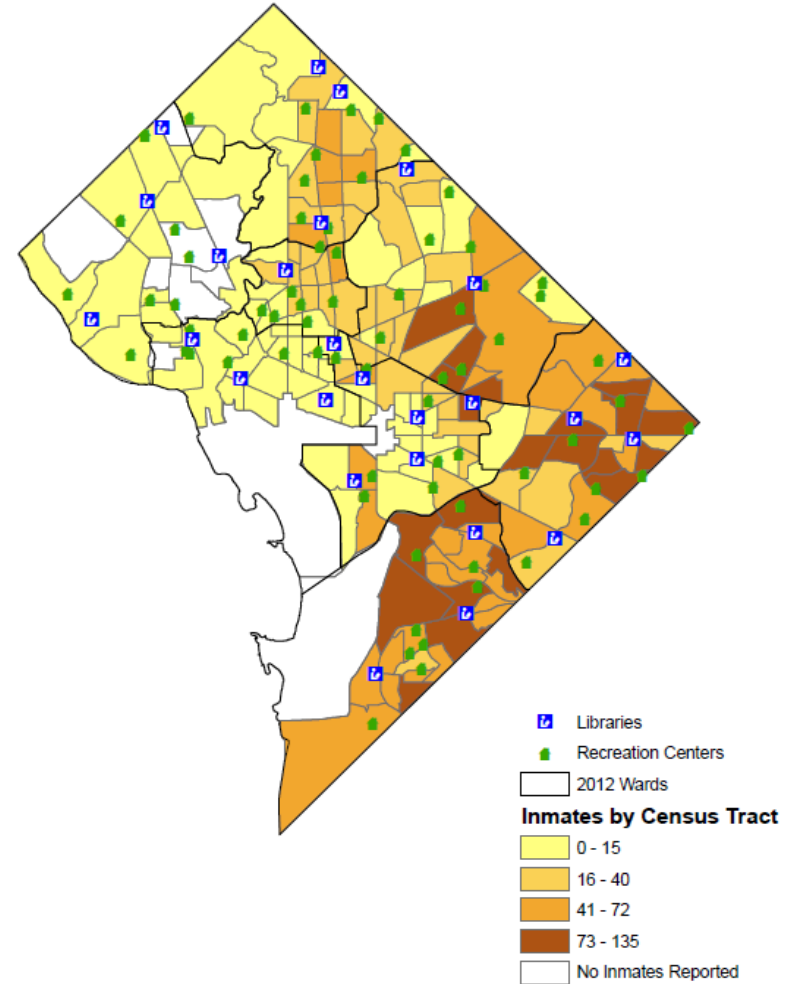 Libraries
Recreation Centers
2012 Wards
Inmates by Census Tract
0 - 15
16 - 40
41 - 72
73 - 135
No Inmates Reported